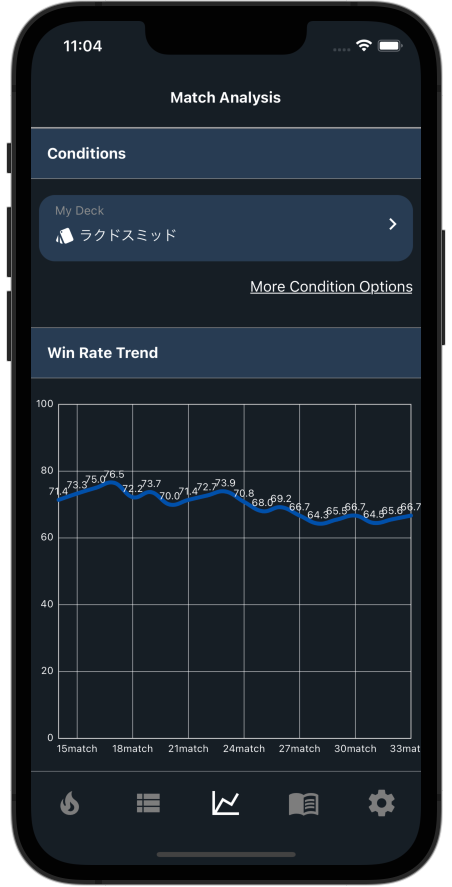 11:04
Match Analysis
Conditions
My Deck
ラクドスミッド
More Condition Options
Win Rate Trend
100
80
60
40
20
0
71.4 73.3 75.0 76.5 72.2 73.7 70.0 71.4 72.7 73.9 70.8 68.0 69.2 66.7 64.3 65.5 66.7 64.5 65.6 66.7
15match 18match 21match 24match 27match 30match 33mat